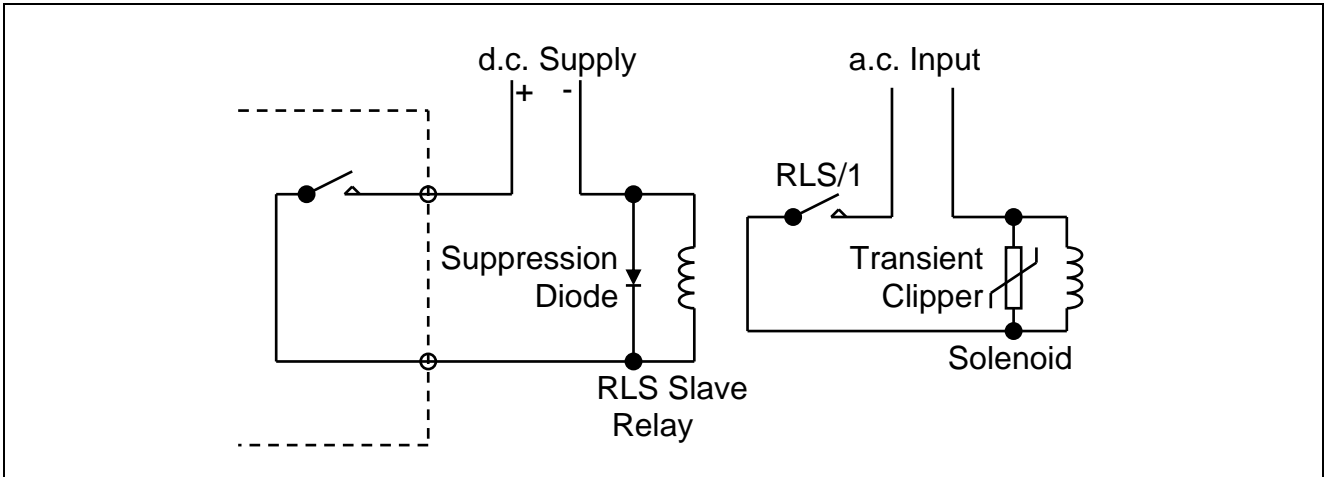 d.c. Supply
+ -
a.c. Input
RLS/1
Suppression
Diode
Transient
Clipper
Solenoid
RLS Slave
Relay